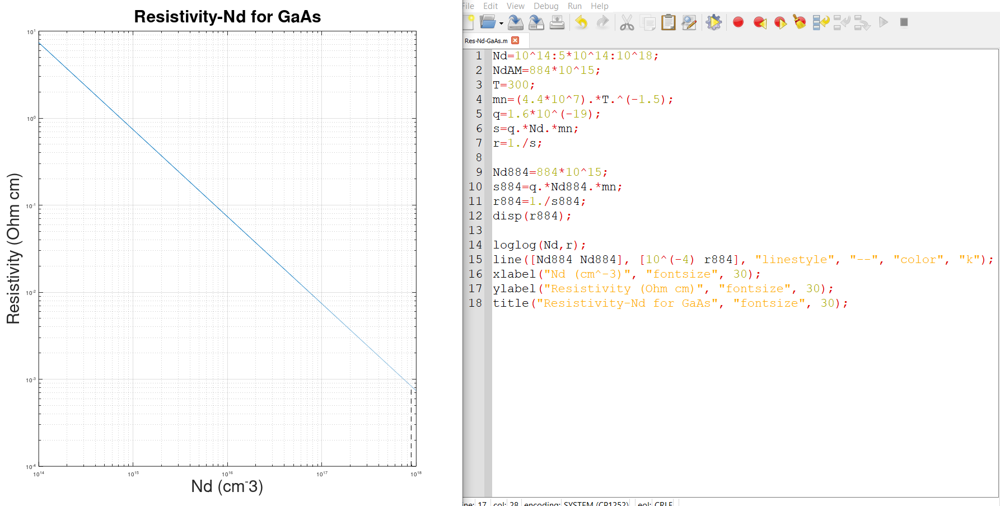 Resistivity-Nd for GaAs
10^1
10^0
10^-1
10^-2
10^-3
10^-4
10^14 10^15 10^16 10^17 10^18
Resistivity (Ohm cm)
Nd (cm^-3)
File Edit View Debug Run Help
Res-Nd-GaAs.m
1 Nd=10^14:5*10^14:10^18;
2 NdAM=884*10^15;
3 T=300;
4 mn=(4.4*10^7).*T.^(-1.5);
5 q=1.6*10^(-19);
6 s=q.*Nd.*mn;
7 r=1./s;
8
9 Nd884=884*10^15;
10 s884=q.*Nd884.*mn;
11 r884=1./s884;
12 disp(r884);
13
14 loglog(Nd,r);
15 line([Nd884 Nd884], [10^(-4) r884], "linestyle", "--", "color", "k");
16 xlabel("Nd (cm^-3)", "fontsize", 30);
17 ylabel("Resistivity (Ohm cm)", "fontsize", 30);
18 title("Resistivity-Nd for GaAs", "fontsize", 30);
ne: 17 col: 28 encoding: SYSTEM (CP1252) eol: CRLF